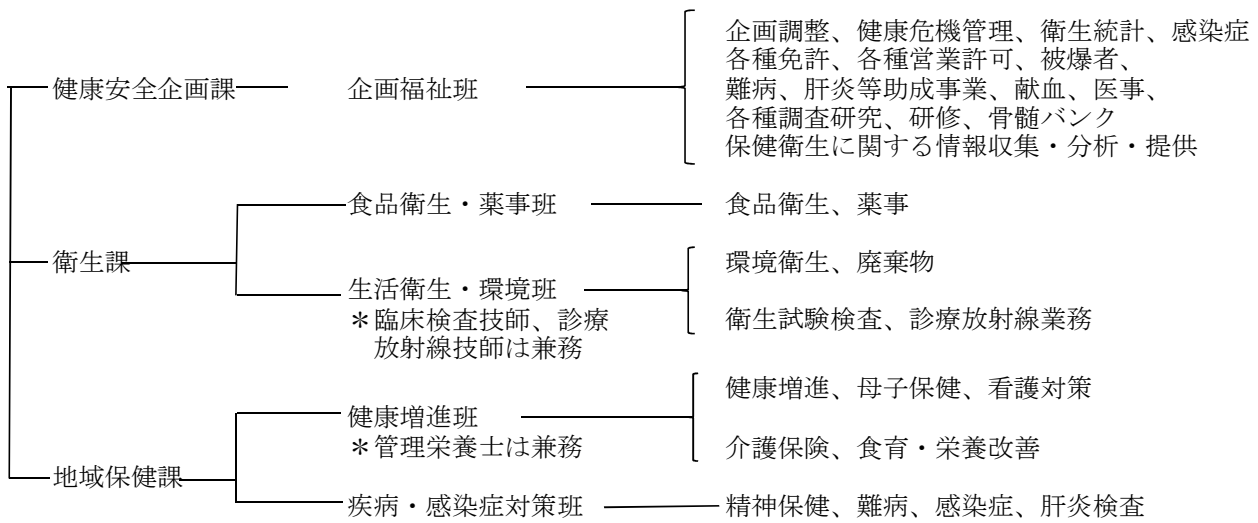 健康安全企画課
企画福祉班
企画調整、健康危機管理、衛生統計、感染症
各種免許、各種営業許可、被爆者、
難病、肝炎等助成事業、献血、医事、
各種調査研究、研修、骨髄バンク
保健衛生に関する情報収集・分析・提供
衛生課
食品衛生・薬事班
食品衛生、薬事
生活衛生・環境班
＊臨床検査技師、診療
放射線技師は兼務
環境衛生、廃棄物
衛生試験検査、診療放射線業務
地域保健課
健康増進班
＊管理栄養士は兼務
健康増進、母子保健、看護対策
介護保険、食育・栄養改善
疾病・感染症対策班
精神保健、難病、感染症、肝炎検査